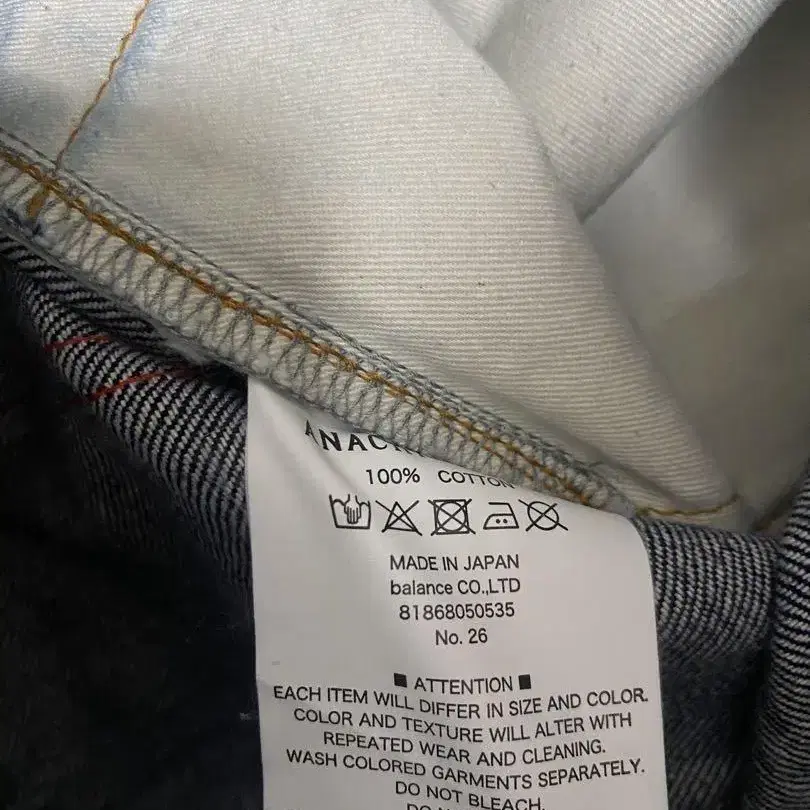 100% COTTON
MADE IN JAPAN
balance CO.,LTD
81868050535
No. 26
■ ATTENTION ■
EACH ITEM WILL DIFFER IN SIZE AND COLOR.
COLOR AND TEXTURE WILL ALTER WITH
REPEATED WEAR AND CLEANING.
WASH COLORED GARMENTS SEPARATELY.
DO NOT BLEACH.